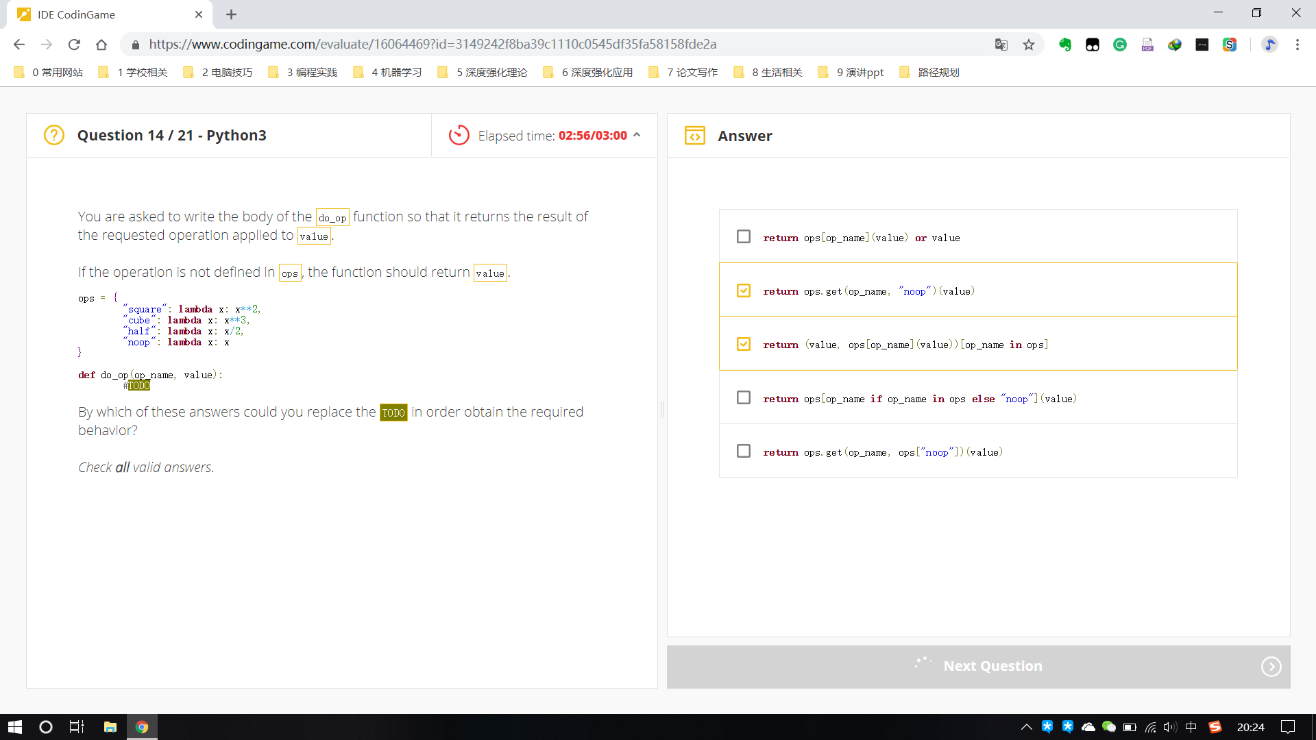 IDE CodinGame
https://www.codingame.com/evaluate/16064469?id=3149242f8ba39c1110c0545df35fa58158fde2a
0 常用网站 1 学校相关 2 电脑技巧 3 编程实践 4 机器学习 5 深度强化理论 6 深度强化应用 7 论文写作 8 生活相关 9 演讲ppt 路径规划
Question 14 / 21 - Python3
Elapsed time: 02:56/03:00
You are asked to write the body of the do_op function so that it returns the result of
the requested operation applied to value.
If the operation is not defined in ops, the function should return value.
ops = {
"square": lambda x: x**2,
"cube": lambda x: x**3,
"half": lambda x: x/2,
"noop": lambda x: x
}
def do_op(op_name, value):
#TODO
By which of these answers could you replace the TODO in order obtain the required
behavior?
Check all valid answers.
Answer
return ops[op_name](value) or value
return ops.get(op_name, "noop")(value)
return (value, ops[op_name](value))[op_name in ops]
return ops[op_name if op_name in ops else "noop"](value)
return ops.get(op_name, ops["noop"])(value)
Next Question
中
20:24